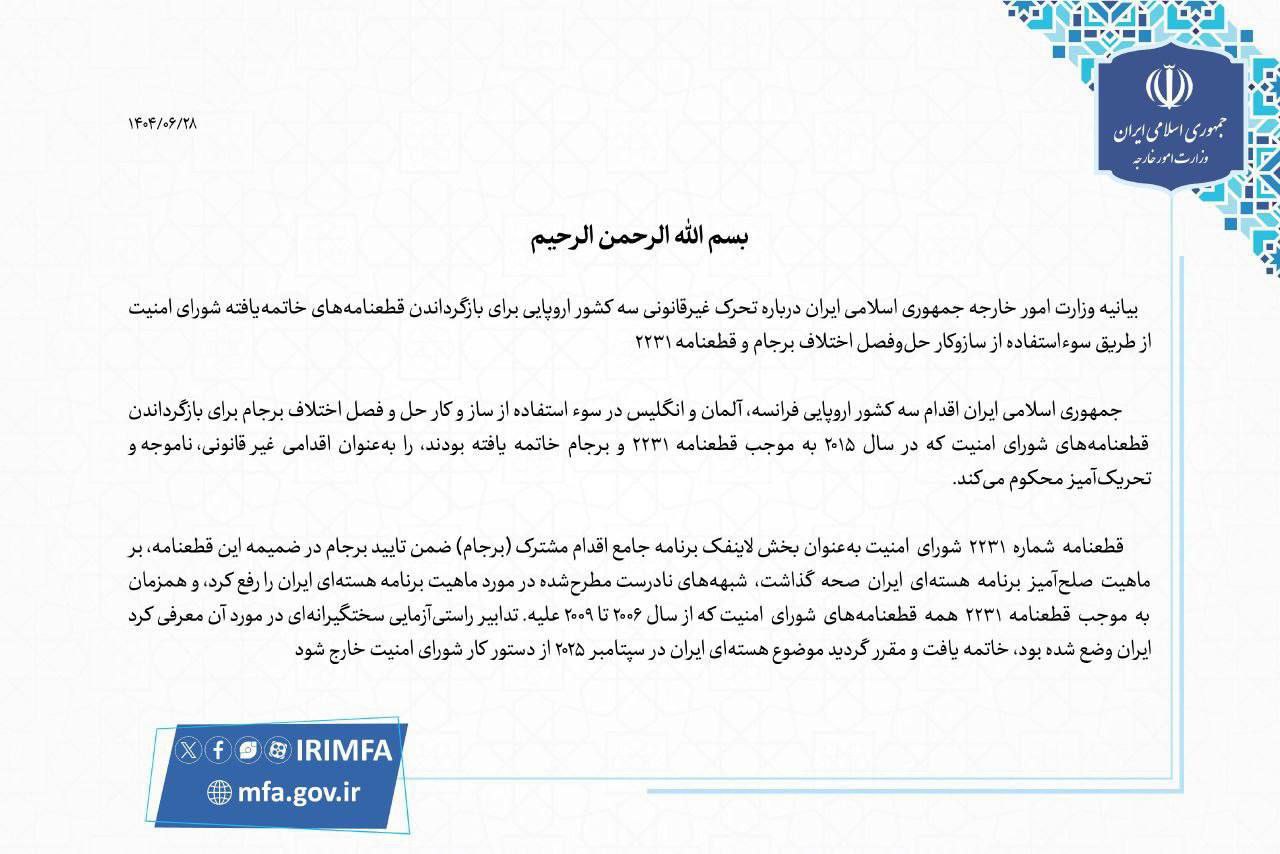 جمهوری اسلامی ایران
وزارت امور خارجه
۱۴۰۴/۰۶/۲۸
بسم الله الرحمن الرحیم
بیانیه وزارت امور خارجه جمهوری اسلامی ایران درباره تحرک غیرقانونی سه کشور اروپایی برای بازگرداندن قطعنامه‌های خاتمه‌یافته شورای امنیت
از طریق سوءاستفاده از سازوکار حل‌وفصل اختلاف برجام و قطعنامه ۲۲۳۱
جمهوری اسلامی ایران اقدام سه کشور اروپایی فرانسه، آلمان و انگلیس در سوء استفاده از ساز و کار حل و فصل اختلاف برجام برای بازگرداندن
قطعنامه‌های شورای امنیت که در سال ۲۰۱۵ به موجب قطعنامه ۲۲۳۱ و برجام خاتمه یافته بودند، را به‌عنوان اقدامی غیر قانونی، ناموجه و
تحریک‌آمیز محکوم می‌کند.
قطعنامه شماره ۲۲۳۱ شورای امنیت به‌عنوان بخش لاینفک برنامه جامع اقدام مشترک (برجام) ضمن تایید برجام در ضمیمه این قطعنامه، بر
ماهیت صلح‌آمیز برنامه هسته‌ای ایران صحه گذاشت، شبهه‌های نادرست مطرح‌شده در مورد ماهیت برنامه هسته‌ای ایران را رفع کرد، و همزمان
به موجب قطعنامه ۲۲۳۱ همه قطعنامه‌های شورای امنیت که از سال ۲۰۰۶ تا ۲۰۰۹ علیه. تدابیر راستی‌آزمایی سختگیرانه‌ای در مورد آن معرفی کرد
ایران وضع شده بود، خاتمه یافت و مقرر گردید موضوع هسته‌ای ایران در سپتامبر ۲۰۲۵ از دستور کار شورای امنیت خارج شود
IRIMFA
mfa.gov.ir